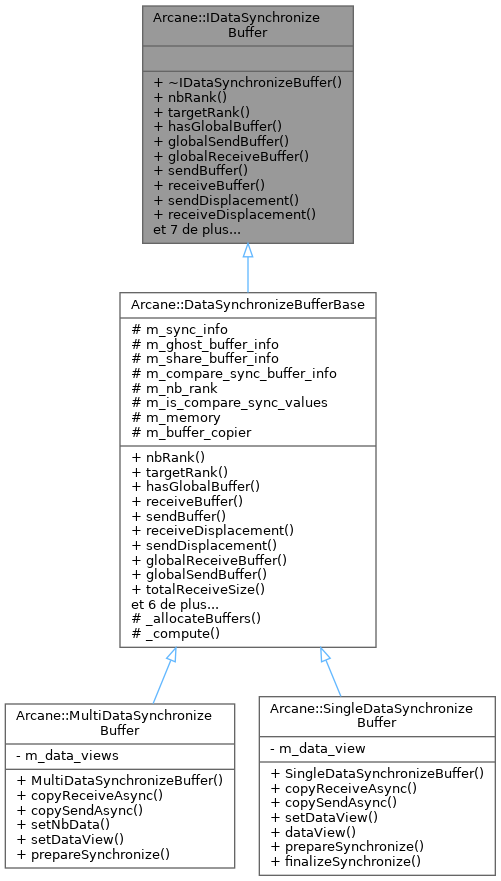 Arcane::IDataSynchronize
Buffer
+ ~IDataSynchronizeBuffer()
+ nbRank()
+ targetRank()
+ hasGlobalBuffer()
+ globalSendBuffer()
+ globalReceiveBuffer()
+ sendBuffer()
+ receiveBuffer()
+ sendDisplacement()
+ receiveDisplacement()
et 7 de plus...
Arcane::DataSynchronizeBufferBase
# m_sync_info
# m_ghost_buffer_info
# m_share_buffer_info
# m_compare_sync_buffer_info
# m_nb_rank
# m_is_compare_sync_values
# m_memory
# m_buffer_copier
+ nbRank()
+ targetRank()
+ hasGlobalBuffer()
+ receiveBuffer()
+ sendBuffer()
+ receiveDisplacement()
+ sendDisplacement()
+ globalReceiveBuffer()
+ globalSendBuffer()
+ totalReceiveSize()
et 6 de plus...
# _allocateBuffers()
# _compute()
Arcane::MultiDataSynchronize
Buffer
- m_data_views
+ MultiDataSynchronizeBuffer()
+ copyReceiveAsync()
+ copySendAsync()
+ setNbData()
+ setDataView()
+ prepareSynchronize()
Arcane::SingleDataSynchronize
Buffer
- m_data_view
+ SingleDataSynchronizeBuffer()
+ copyReceiveAsync()
+ copySendAsync()
+ setDataView()
+ dataView()
+ prepareSynchronize()
+ finalizeSynchronize()